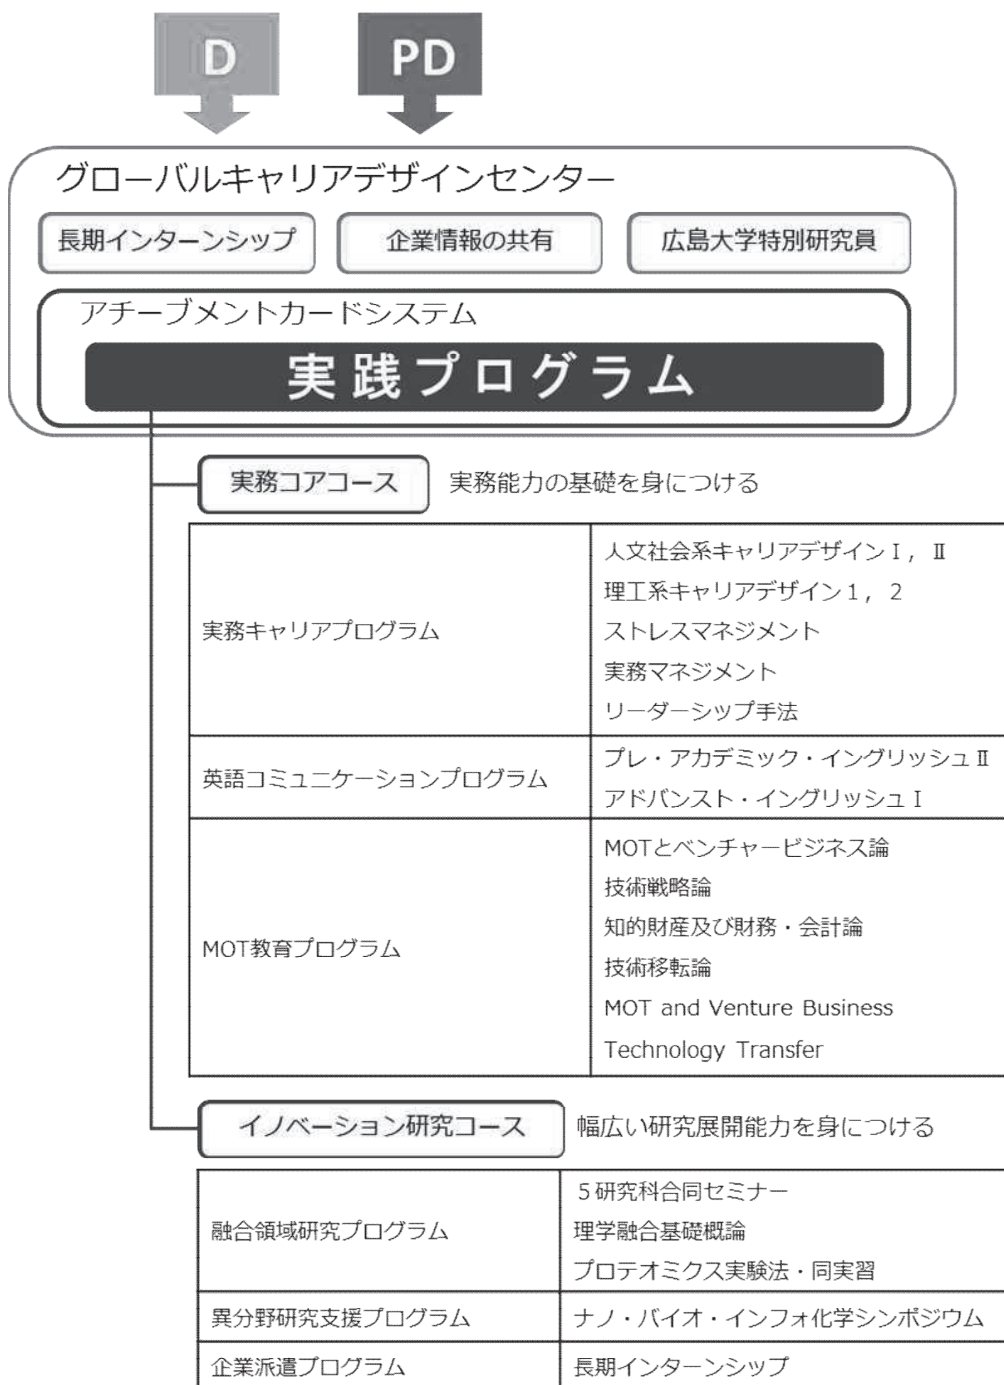 D
PD
グローバルキャリアデザインセンター
長期インターンシップ
企業情報の共有
広島大学特別研究員
アチーブメントカードシステム
実践プログラム
実務コアコース
実務能力の基礎を身につける
実務キャリアプログラム
人文社会系キャリアデザインⅠ，Ⅱ
理工系キャリアデザイン１，２
ストレスマネジメント
実務マネジメント
リーダーシップ手法
英語コミュニケーションプログラム
プレ・アカデミック・イングリッシュⅡ
アドバンスト・イングリッシュⅠ
MOT教育プログラム
MOTとベンチャービジネス論
技術戦略論
知的財産及び財務・会計論
技術移転論
MOT and Venture Business
Technology Transfer
イノベーション研究コース
幅広い研究展開能力を身につける
融合領域研究プログラム
５研究科合同セミナー
理学融合基礎概論
プロテオミクス実験法・同実習
異分野研究支援プログラム
ナノ・バイオ・インフォ化学シンポジウム
企業派遣プログラム
長期インターンシップ